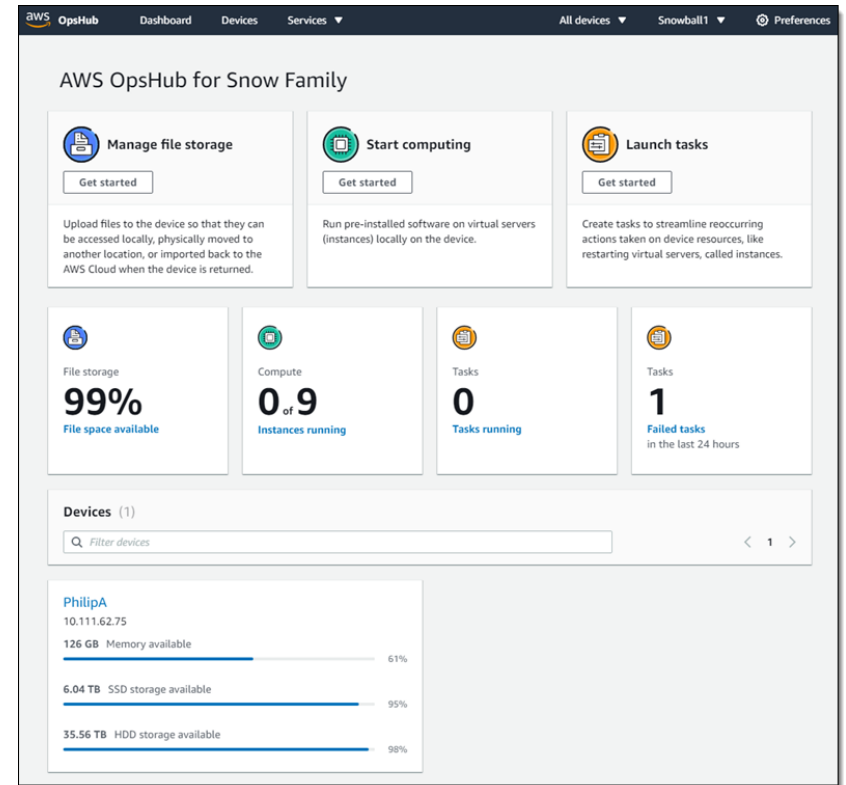 aws OpsHub Dashboard Devices Services ▼ All devices ▼ Snowball1 ▼ Preferences
AWS OpsHub for Snow Family
Manage file storage
Get started
Upload files to the device so that they can
be accessed locally, physically moved to
another location, or imported back to the
AWS Cloud when the device is returned.
Start computing
Get started
Run pre-installed software on virtual servers
(instances) locally on the device.
Launch tasks
Get started
Create tasks to streamline reoccurring
actions taken on device resources, like
restarting virtual servers, called instances.
File storage
99%
File space available
Compute
0 of 9
Instances running
Tasks
0
Tasks running
Tasks
1
Failed tasks
in the last 24 hours
Devices (1)
Filter devices
< 1 >
PhilipA
10.111.62.75
126 GB Memory available
61%
6.04 TB SSD storage available
95%
35.56 TB HDD storage available
98%